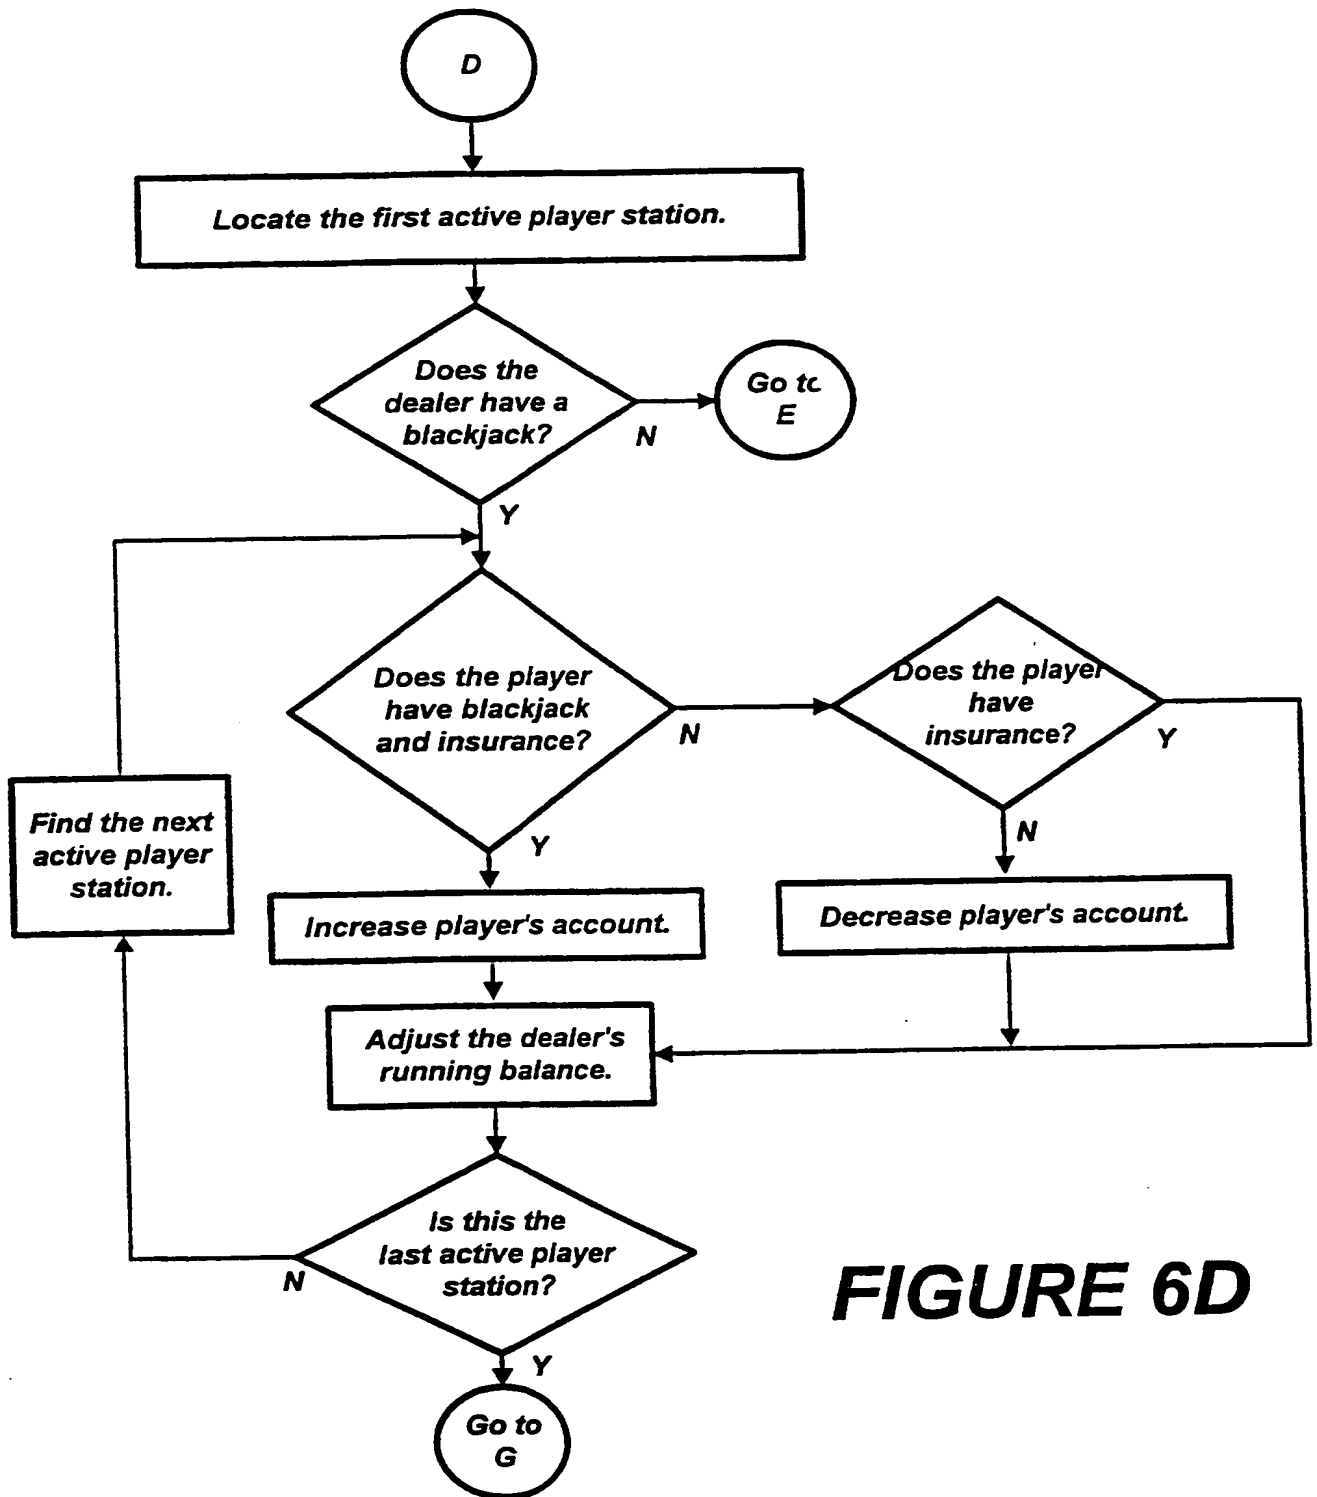 D
Locate the first active player station.
Does the
dealer have a
blackjack?
N
Go to
E
Y
Does the player
have blackjack
and insurance?
N
Does the player
have
insurance?
Y
N
Y
Find the next
active player
station.
Increase player's account.
Decrease player's account.
Adjust the dealer's
running balance.
Is this the
last active player
station?
N
Y
Go to
G
FIGURE 6D